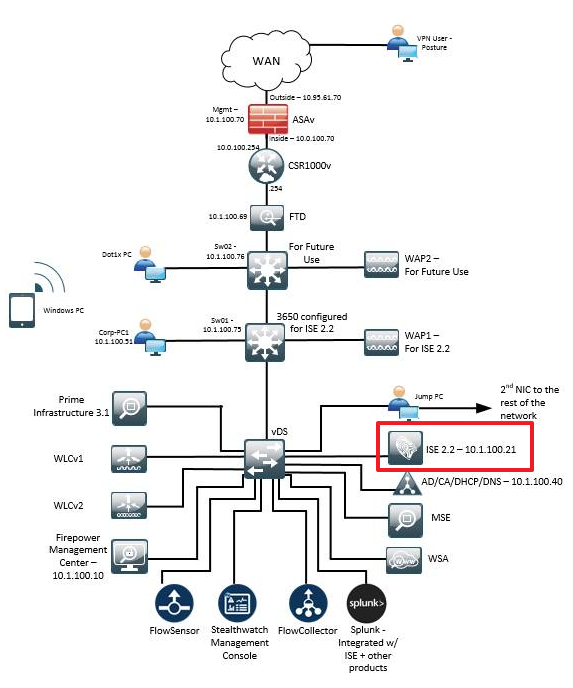 VPN User -
Posture
WAN
Outside – 10.95.61.70
Mgmt –
10.1.100.70
ASAv
Inside – 10.0.100.70
10.0.100.254
CSR1000v
.254
10.1.100.69
FTD
Dot1x PC
Sw02 -
10.1.100.76
For Future
Use
WAP2 –
For Future Use
Windows PC
Corp-PC1
10.1.100.51
Sw01 -
10.1.100.75
3650 configured
for ISE 2.2
WAP1 –
For ISE 2.2
Prime
Infrastructure 3.1
Jump PC
2nd NIC to the
rest of the
network
vDS
ISE 2.2 – 10.1.100.21
WLCv1
AD/CA/DHCP/DNS – 10.1.100.40
WLCv2
MSE
Firepower
Management
Center –
10.1.100.10
WSA
FlowSensor
Stealthwatch
Management
Console
FlowCollector
splunk>
Splunk -
Integrated w/
ISE + other
products